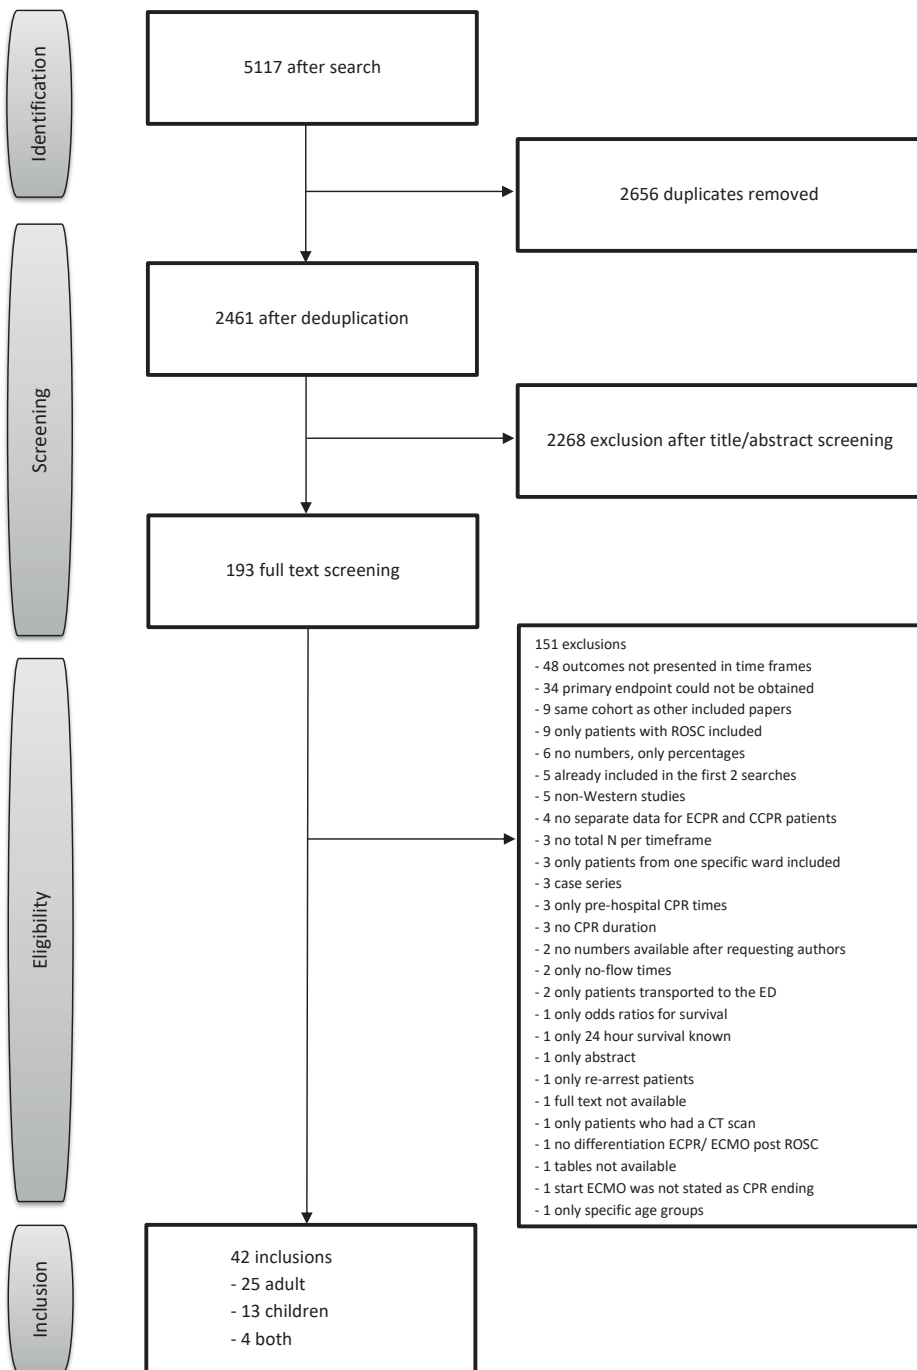 Identification
5117 after search
2656 duplicates removed
Screening
2461 after deduplication
2268 exclusion after title/abstract screening
193 full text screening
Eligibility
151 exclusions
- 48 outcomes not presented in time frames
- 34 primary endpoint could not be obtained
- 9 same cohort as other included papers
- 9 only patients with ROSC included
- 6 no numbers, only percentages
- 5 already included in the first 2 searches
- 5 non-Western studies
- 4 no separate data for ECPR and CCPR patients
- 3 no total N per timeframe
- 3 only patients from one specific ward included
- 3 case series
- 3 only pre-hospital CPR times
- 3 no CPR duration
- 2 no numbers available after requesting authors
- 2 only no-flow times
- 2 only patients transported to the ED
- 1 only odds ratios for survival
- 1 only 24 hour survival known
- 1 only abstract
- 1 only re-arrest patients
- 1 full text not available
- 1 only patients who had a CT scan
- 1 no differentiation ECPR/ ECMO post ROSC
- 1 tables not available
- 1 start ECMO was not stated as CPR ending
- 1 only specific age groups
Inclusion
42 inclusions
- 25 adult
- 13 children
- 4 both